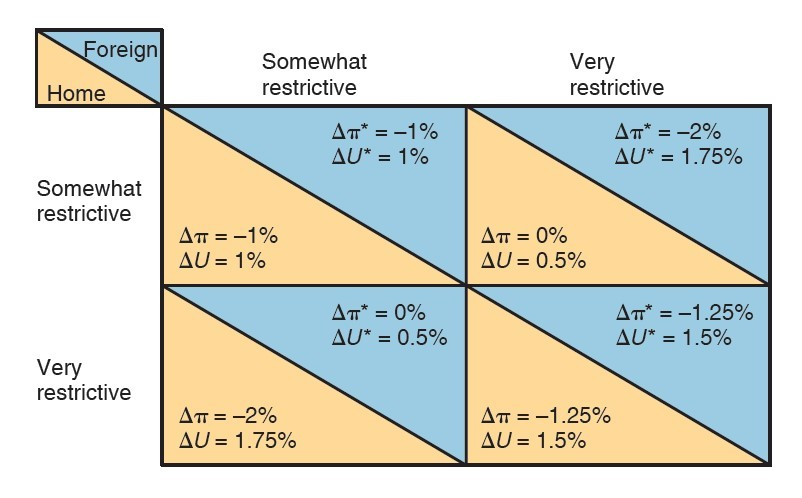 Foreign
Home
Somewhat
restrictive
Very
restrictive
Somewhat
restrictive
Δπ* = –1%
ΔU* = 1%
Δπ = –1%
ΔU = 1%
Δπ* = –2%
ΔU* = 1.75%
Δπ = 0%
ΔU = 0.5%
Very
restrictive
Δπ* = 0%
ΔU* = 0.5%
Δπ = –2%
ΔU = 1.75%
Δπ* = –1.25%
ΔU* = 1.5%
Δπ = –1.25%
ΔU = 1.5%